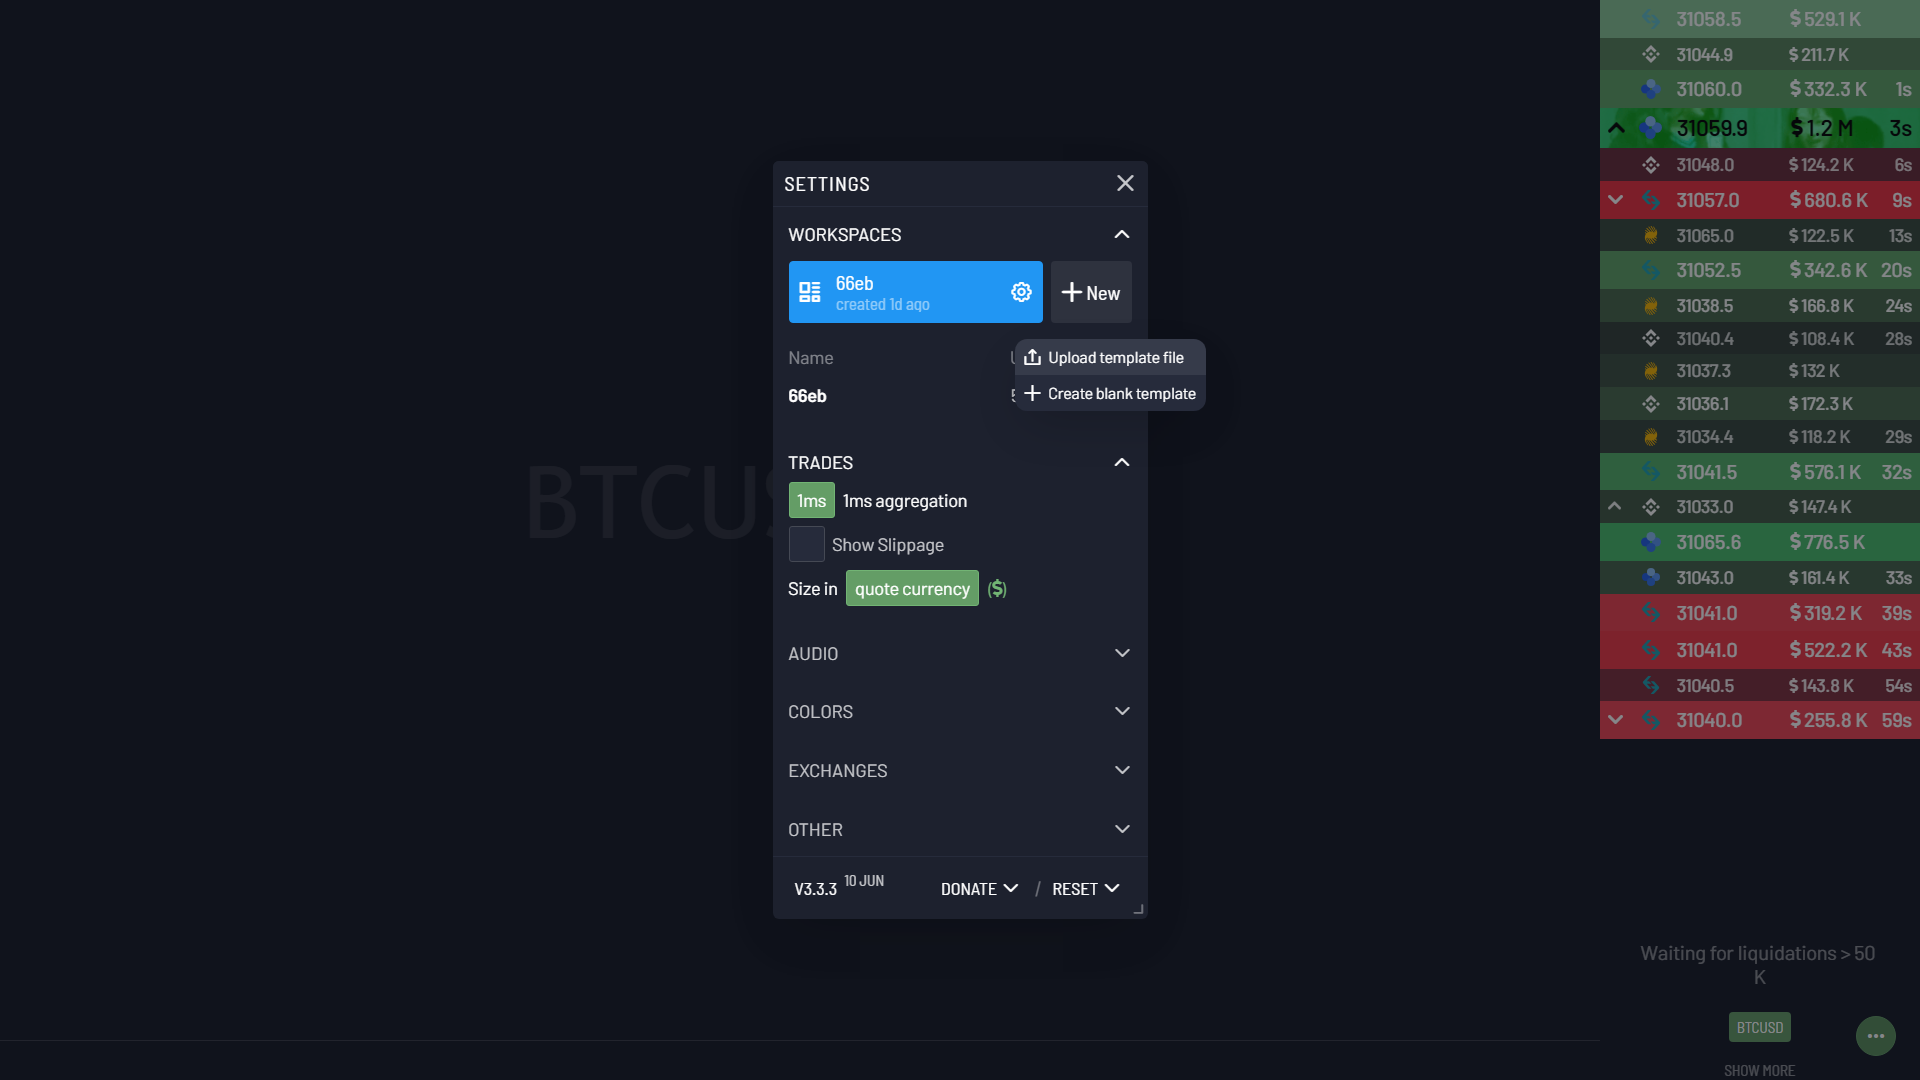 SETTINGS
WORKSPACES
66eb
created 1d ago
New
Name
66eb
Upload template file
Create blank template
TRADES
1ms 1ms aggregation
Show Slippage
Size in quote currency ($)
AUDIO
COLORS
EXCHANGES
OTHER
V3.3.3 10 JUN DONATE / RESET
BTCUS
31058.5 $ 529.1 K
31044.9 $ 211.7 K
31060.0 $ 332.3 K 1s
31059.9 $ 1.2 M 3s
31048.0 $ 124.2 K 6s
31057.0 $ 680.6 K 9s
31065.0 $ 122.5 K 13s
31052.5 $ 342.6 K 20s
31038.5 $ 166.8 K 24s
31040.4 $ 108.4 K 28s
31037.3 $ 132 K
31036.1 $ 172.3 K
31034.4 $ 118.2 K 29s
31041.5 $ 576.1 K 32s
31033.0 $ 147.4 K
31065.6 $ 776.5 K
31043.0 $ 161.4 K 33s
31041.0 $ 319.2 K 39s
31041.0 $ 522.2 K 43s
31040.5 $ 143.8 K 54s
31040.0 $ 255.8 K 59s
Waiting for liquidations > 50
K
BTCUSD
SHOW MORE